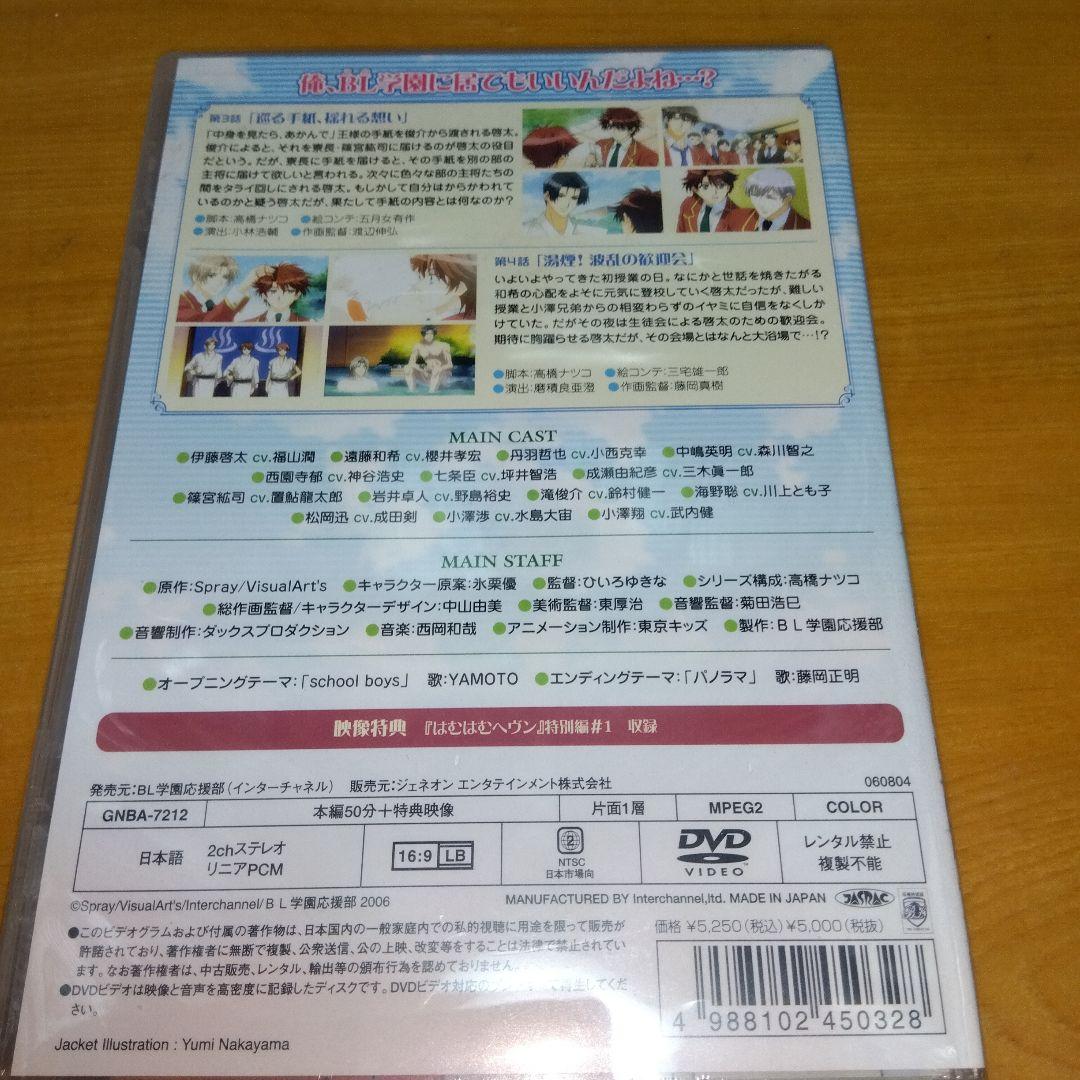 俺、BL学園に居てもいいんだよね…?
第3話「巡る手紙、揺れる想い」
「中身を見たら、あかんで」王様の手紙を俊介から渡される啓太。
俊介によると、それを寮長・篠宮紘司に届けるのが啓太の役目
だという。だが、寮長に手紙を届けると、その手紙を別の部の
主将に届けて欲しいと言われる。次々に色々な部の主将たちの
間をタライ回しにされる啓太。もしかして自分はからかわれて
いるのかと疑う啓太だが、果たして手紙の内容とは何なのか?
●脚本:高橋ナツコ ●絵コンテ:五月女有作
●演出:小林浩輔 ●作画監督:渡辺伸弘
第4話「湯煙! 波乱の歓迎会」
いよいよやってきた初授業の日。なにかと世話を焼きたがる
和希の心配をよそに元気に登校していく啓太だったが、難しい
授業と小澤兄弟からの相変わらずのイヤミに自信をなくしか
けていた。だがその夜は生徒会による啓太のための歓迎会。
期待に胸躍らせる啓太だが、その会場とはなんと大浴場で…!?
●脚本:高橋ナツコ ●絵コンテ:三宅雄一郎
●演出:磨積良亜澄 ●作画監督:藤岡真樹
MAIN CAST
●伊藤啓太 cv.福山潤 ●遠藤和希 cv.櫻井孝宏 ●丹羽哲也 cv.小西克幸 ●中嶋英明 cv.森川智之
●西園寺郁 cv.神谷浩史 ●七条臣 cv.坪井智浩 ●成瀬由紀彦 cv.三木眞一郎
●篠宮紘司 cv.置鮎龍太郎 ●岩井卓人 cv.野島裕史 ●滝俊介 cv.鈴村健一 ●海野聡 cv.川上とも子
●松岡迅 cv.成田剣 ●小澤渉 cv.水島大宙 ●小澤翔 cv.武内健
MAIN STAFF
●原作:Spray/VisualArt's ●キャラクター原案:氷栗優 ●監督:ひいろゆきな ●シリーズ構成:高橋ナツコ
●総作画監督/キャラクターデザイン:中山由美 ●美術監督:東厚治 ●音響監督:菊田浩巳
●音響制作:ダックスプロダクション ●音楽:西岡和哉 ●アニメーション制作:東京キッズ ●製作:BL学園応援部
●オープニングテーマ:「school boys」 歌:YAMOTO ●エンディングテーマ:「パノラマ」 歌:藤岡正明
映像特典 『はむはむヘヴン』特別編#1 収録
発売元:BL学園応援部(インターチャネル) 販売元:ジェネオン エンタテインメント株式会社
060804
GNBA-7212 本編50分+特典映像 片面1層 MPEG2 COLOR
日本語 2chステレオ リニアPCM 16:9 LB 2 NTSC 日本市場向 DVD VIDEO レンタル禁止 複製不能
©Spray/VisualArt's/Interchannel/BL学園応援部 2006
MANUFACTURED BY Interchannel,ltd. MADE IN JAPAN JASRAC
価格 ¥5,250(税込)¥5,000(税抜)
●このビデオグラムおよび付属の著作物は、日本国内の一般家庭内での私的視聴に用途を限って販売が
許諾されており、著作権者に無断で複製、公衆送信、公の上映、改変等をすることは法律で禁止されてい
ます。なお著作権者は、中古販売、レンタル、輸出等の頒布行為を認めておりません。
●DVDビデオは映像と音声を高密度に記録したディスクです。DVDビデオ対応のプ
で再生してくだ
さい。
4 988102 450328
Jacket Illustration : Yumi Nakayama